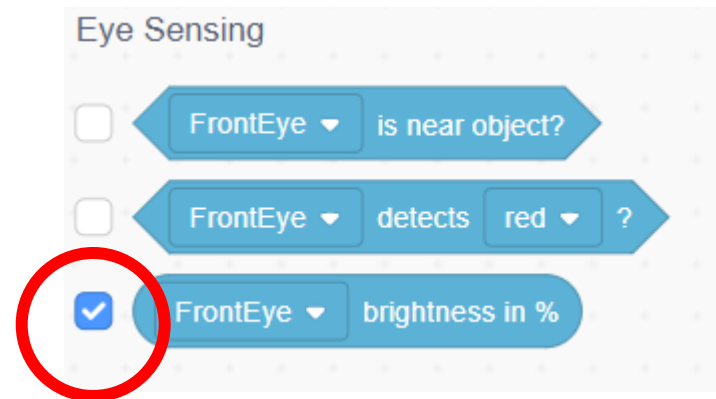 Eye Sensing
FrontEye is near object?
FrontEye detects red ?
FrontEye brightness in %